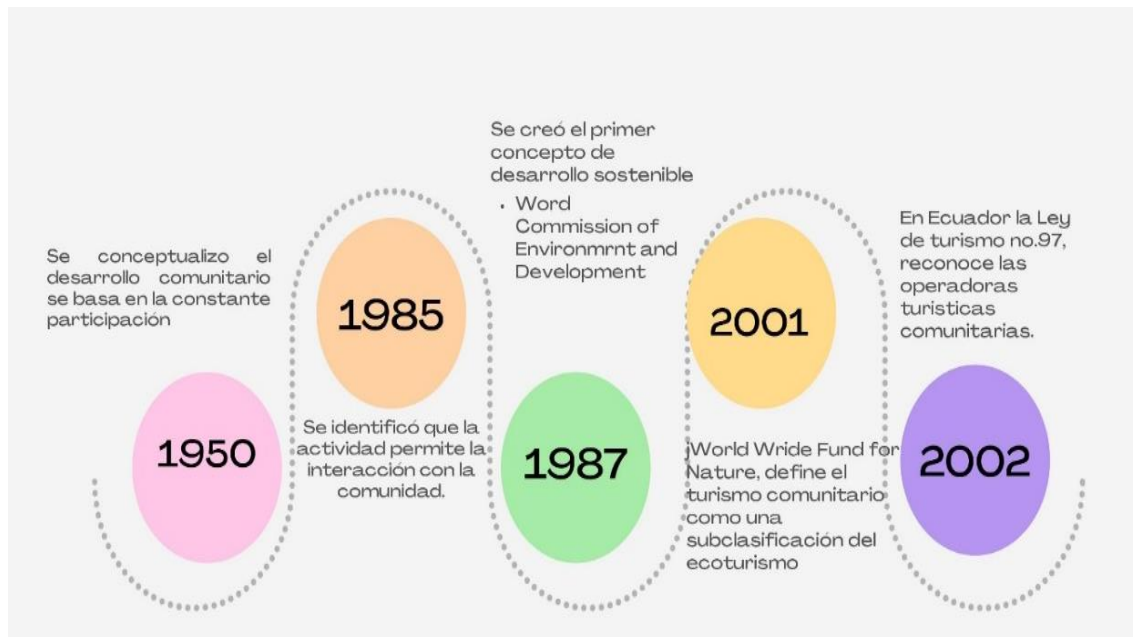 Se conceptualizo el
desarrollo comunitario
se basa en la constante
participación
1950
1985
Se identificó que la
actividad permite la
interacción con la
comunidad.
Se creó el primer
concepto de
desarrollo sostenible
• Word
Commission of
Environmrnt and
Development
1987
2001
World Wride Fund for
Nature, define el
turismo comunitario
como una
subclasificación del
ecoturismo
En Ecuador la Ley
de turismo no.97,
reconoce las
operadoras
turísticas
comunitarias.
2002